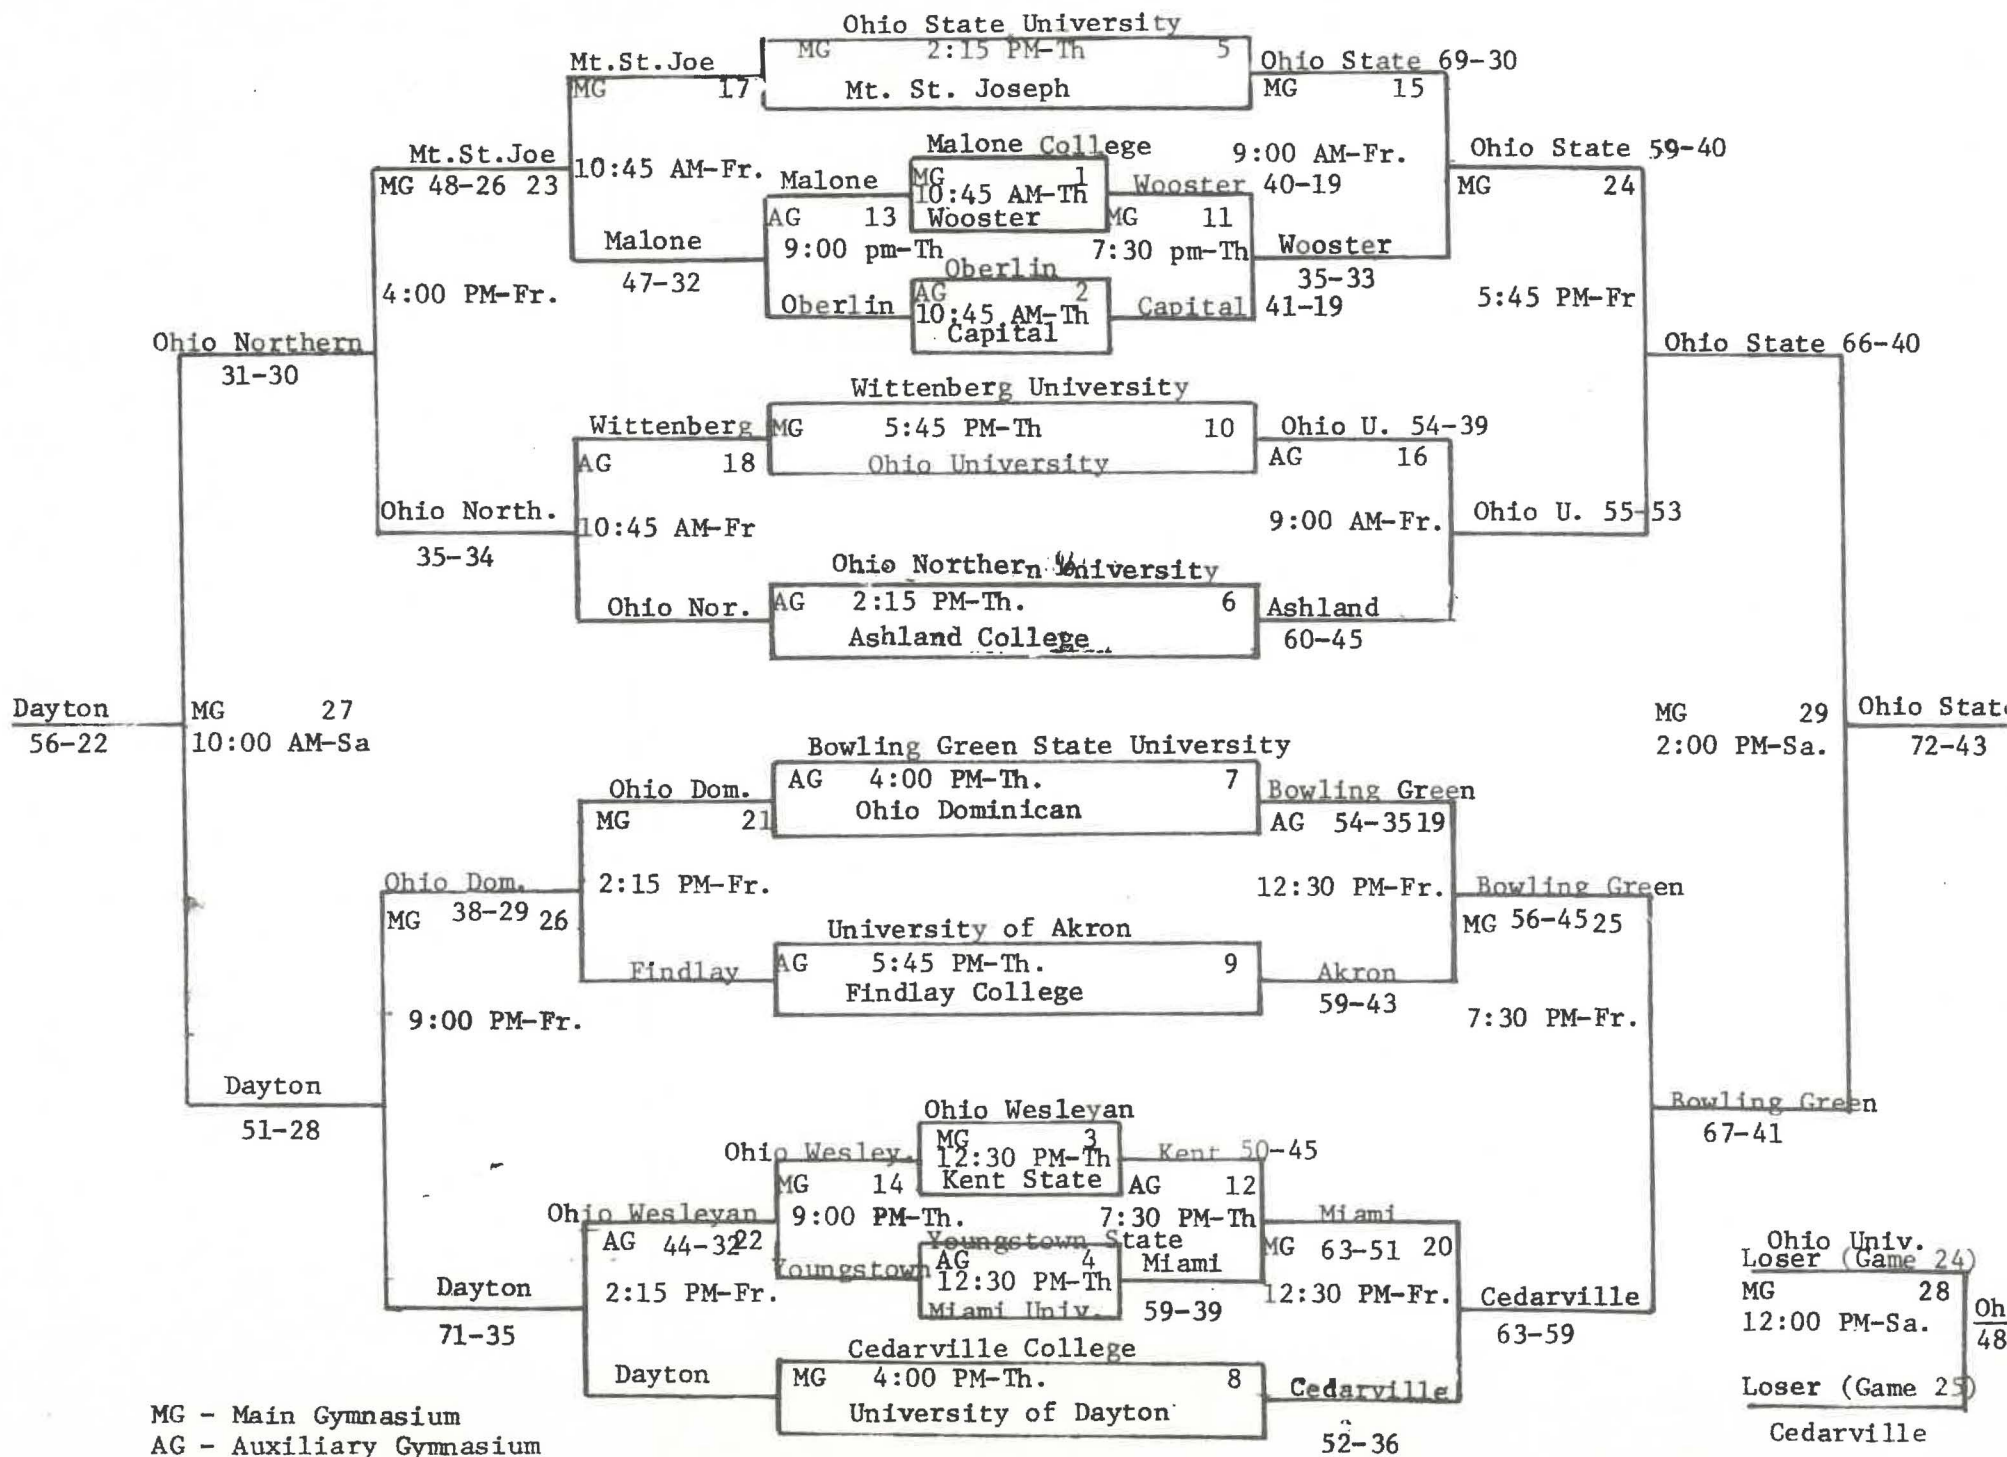 Ohio State University
MG 2:15 PM-Th 5
Mt. St. Joseph
Mt.St.Joe
MG 17
Ohio State 69-30
MG 15
Mt.St.Joe
MG 48-26 23
10:45 AM-Fr.
Malone College
MG 1
10:45 AM-Th
Wooster
9:00 AM-Fr.
Ohio State 59-40
MG 24
Malone
AG 13
9:00 pm-Th
Wooster 40-19
MG 11
7:30 pm-Th
Malone
47-32
Wooster
35-33
4:00 PM-Fr.
Oberlin
AG 2
10:45 AM-Th
Capital
Oberlin
Capital 41-19
5:45 PM-Fr
Ohio Northern
31-30
Ohio State 66-40
Wittenberg University
MG 5:45 PM-Th 10
Ohio University
Wittenberg
AG 18
Ohio U. 54-39
AG 16
Ohio North.
35-34
10:45 AM-Fr
9:00 AM-Fr.
Ohio U. 55-53
Ohio Northern University
AG 2:15 PM-Th. 6
Ashland College
Ohio Nor.
Ashland
60-45
Dayton
56-22
MG 27
10:00 AM-Sa
MG 29
2:00 PM-Sa.
Ohio State
72-43
Bowling Green State University
AG 4:00 PM-Th. 7
Ohio Dominican
Ohio Dom.
MG 21
Bowling Green
AG 54-35 19
Ohio Dom.
MG 38-29 26
2:15 PM-Fr.
12:30 PM-Fr.
Bowling Green
MG 56-45 25
University of Akron
AG 5:45 PM-Th. 9
Findlay College
Findlay
Akron
59-43
9:00 PM-Fr.
7:30 PM-Fr.
Dayton
51-28
Bowling Green
67-41
Ohio Wesleyan
MG 3
12:30 PM-Th
Kent State
Ohio Wesley.
MG 14
9:00 PM-Th.
Kent 50-45
AG 12
7:30 PM-Th
Ohio Wesleyan
AG 44-32 22
Miami
MG 63-51 20
Youngstown State
AG 4
12:30 PM-Th
Miami Univ.
Youngstown
Miami
59-39
2:15 PM-Fr.
12:30 PM-Fr.
Dayton
71-35
Cedarville
63-59
Cedarville College
MG 4:00 PM-Th. 8
University of Dayton
Dayton
Cedarville
52-36
Ohio Univ.
Loser (Game 24)
MG 28
12:00 PM-Sa.
Oh
48
Loser (Game 25)
Cedarville
MG - Main Gymnasium
AG - Auxiliary Gymnasium